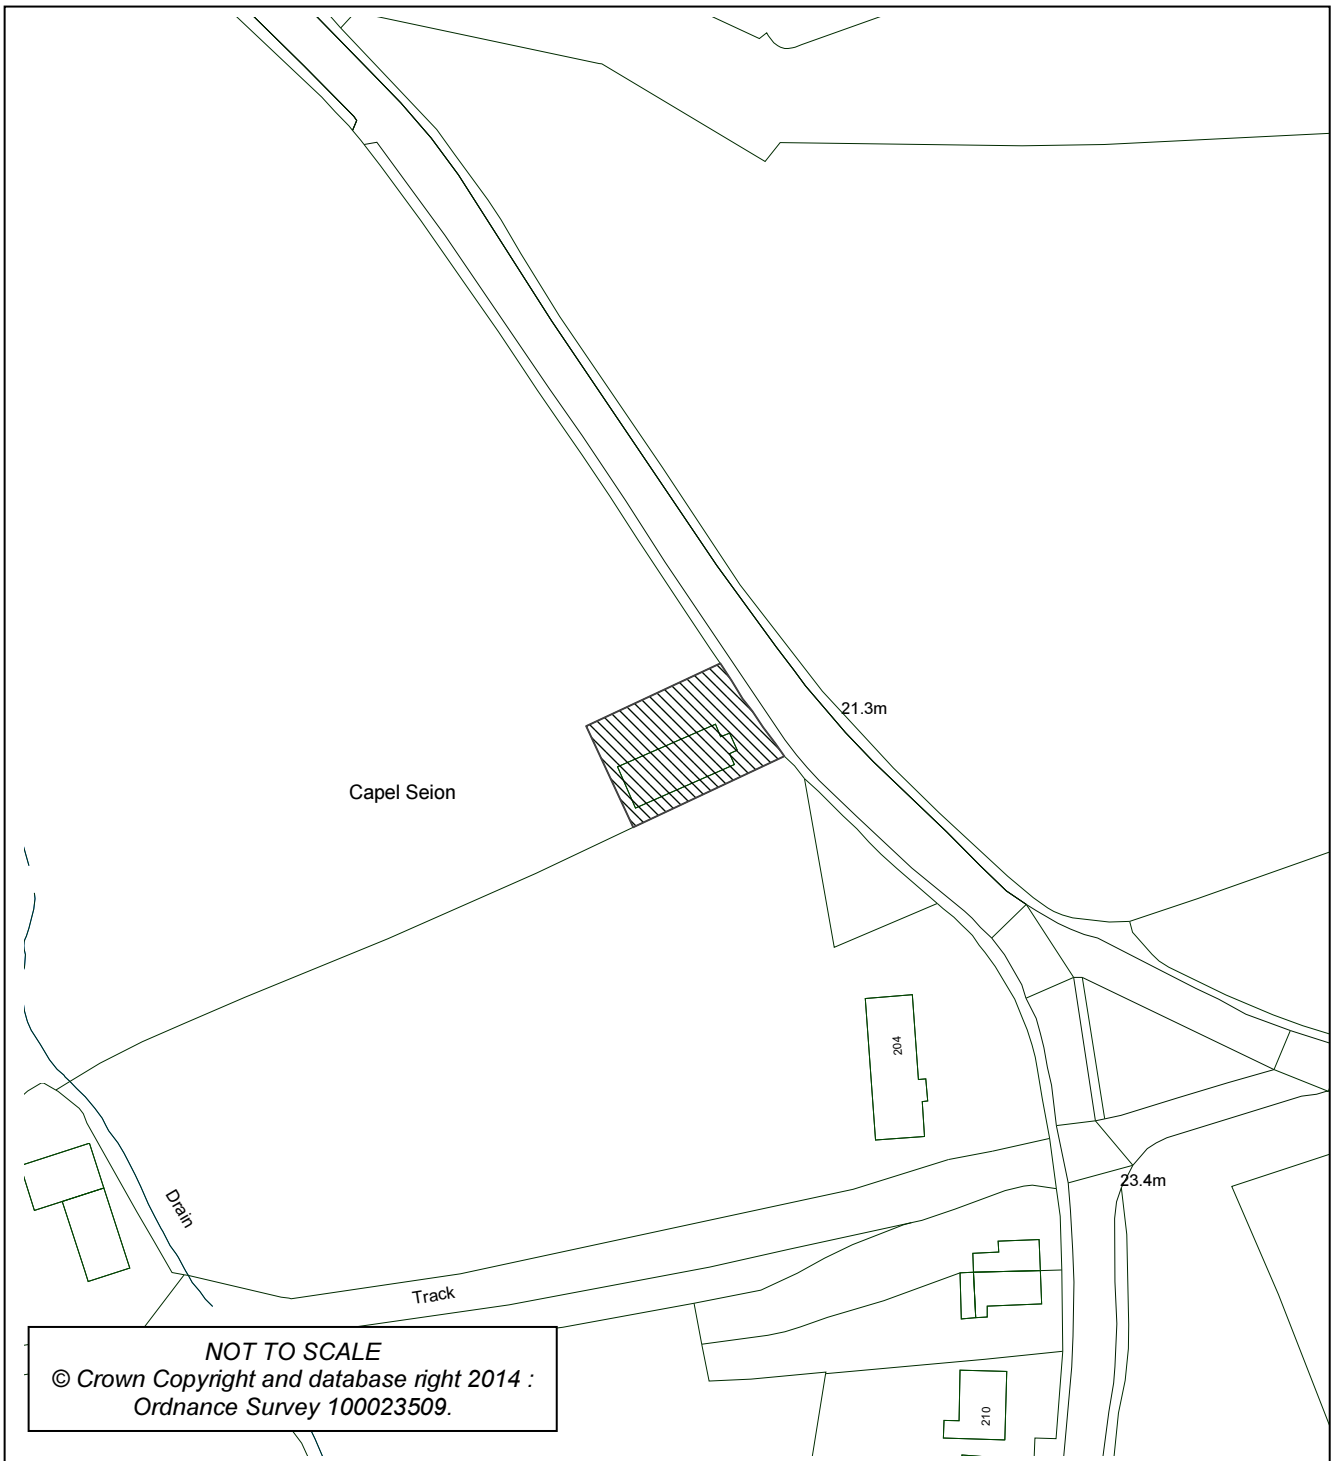 21.3m
Capel Seion
204
23.4m
Drain
Track
210
NOT TO SCALE
© Crown Copyright and database right 2014 :
Ordnance Survey 100023509.